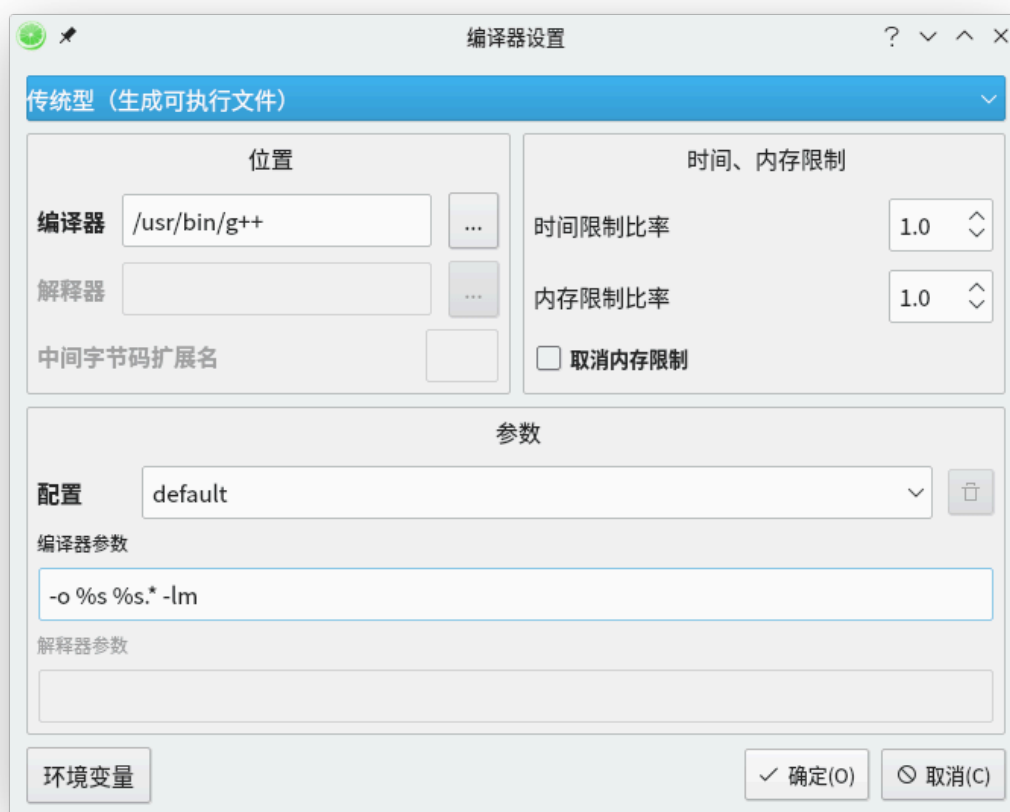 编译器设置
传统型（生成可执行文件）
位置
编译器 /usr/bin/g++ ...
解释器 ...
中间字节码扩展名
时间、内存限制
时间限制比率 1.0
内存限制比率 1.0
取消内存限制
参数
配置 default
编译器参数
-o %s %s.* -lm
解释器参数
环境变量 确定(O) 取消(C)